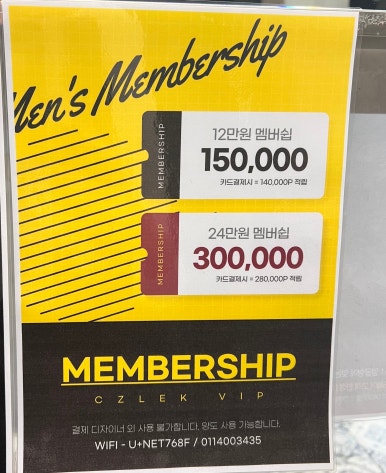 Men's Membership
MEMBERSHIP
12만원 멤버쉽
150,000
카드결제시 = 140,000P 적립
MEMBERSHIP
24만원 멤버쉽
300,000
카드결제시 = 280,000P 적립
MEMBERSHIP
CZLEK VIP
결제 디자이너 외 사용 불가합니다. 양도 사용 가능합니다.
WIFI - U+NET768F / 0114003435